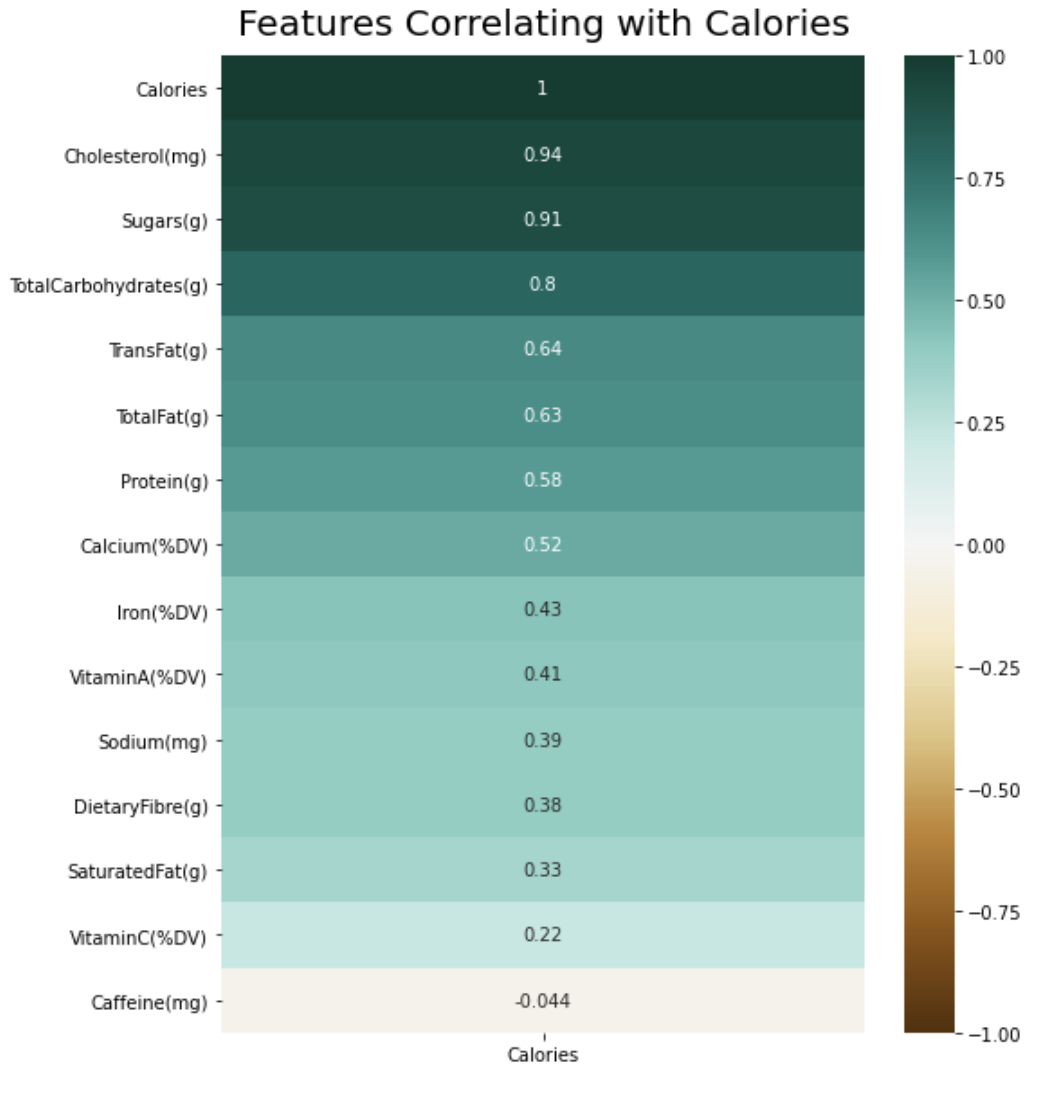 Features Correlating with Calories
Calories 1
Cholesterol(mg) 0.94
Sugars(g) 0.91
TotalCarbohydrates(g) 0.8
TransFat(g) 0.64
TotalFat(g) 0.63
Protein(g) 0.58
Calcium(%DV) 0.52
Iron(%DV) 0.43
VitaminA(%DV) 0.41
Sodium(mg) 0.39
DietaryFibre(g) 0.38
SaturatedFat(g) 0.33
VitaminC(%DV) 0.22
Caffeine(mg) -0.044
Calories
1.00
0.75
0.50
0.25
0.00
−0.25
−0.50
−0.75
−1.00